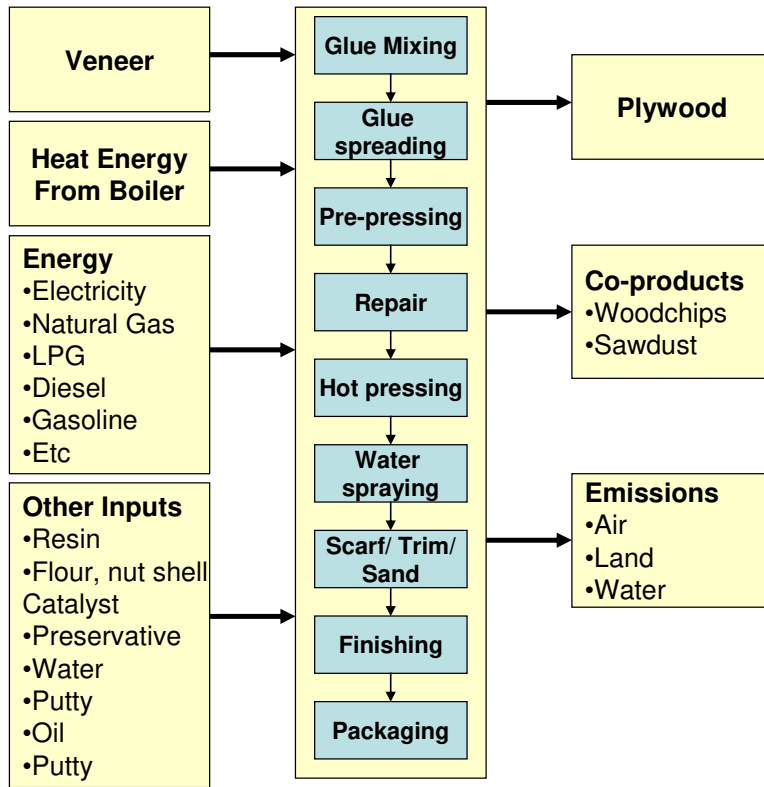 Veneer
Heat Energy
From Boiler
Energy
•Electricity
•Natural Gas
•LPG
•Diesel
•Gasoline
•Etc
Other Inputs
•Resin
•Flour, nut shell
Catalyst
•Preservative
•Water
•Putty
•Oil
•Putty
Glue Mixing
Glue
spreading
Pre-pressing
Repair
Hot pressing
Water
spraying
Scarf/ Trim/
Sand
Finishing
Packaging
Plywood
Co-products
•Woodchips
•Sawdust
Emissions
•Air
•Land
•Water